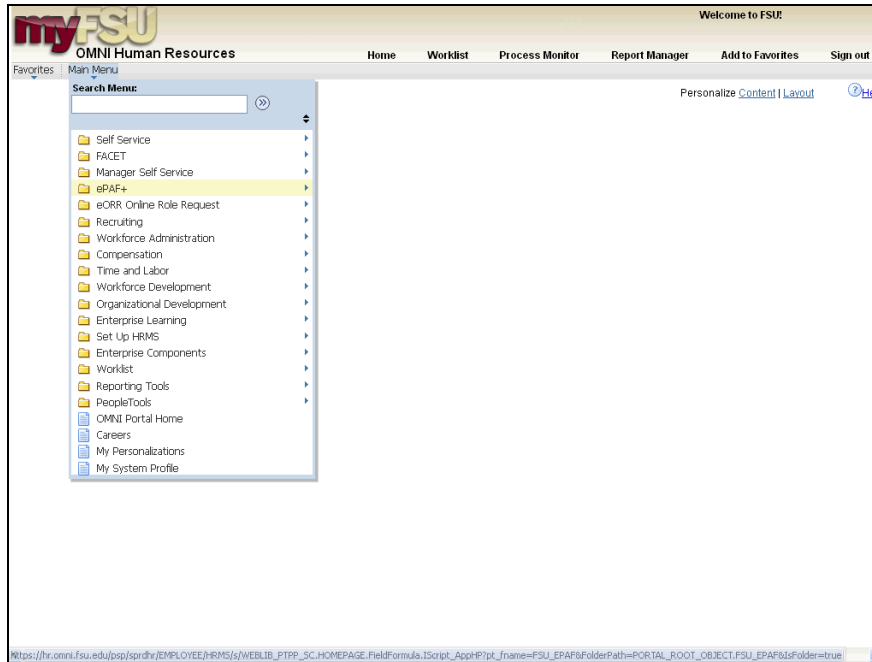 myFSU
Welcome to FSU!
OMNI Human Resources
Home Worklist Process Monitor Report Manager Add to Favorites Sign out
Favorites Main Menu
Search Menu:
Personalize Content | Layout
Self Service
FACET
Manager Self Service
ePAF+
eORR Online Role Request
Recruiting
Workforce Administration
Compensation
Time and Labor
Workforce Development
Organizational Development
Enterprise Learning
Set Up HRMS
Enterprise Components
Worklist
Reporting Tools
PeopleTools
OMNI Portal Home
Careers
My Personalizations
My System Profile
https://hr.omni.fsu.edu/psp/sprdhr/EMPLOYEE/HRMS/s/WEBLIB_PTPP_SC.HOMEPAGE.FieldFormula.IScript_AppHP?pt_fname=FSU_EPAF&FolderPath=PORTAL_ROOT_OBJECT.FSU_EPAF&IsFolder=true